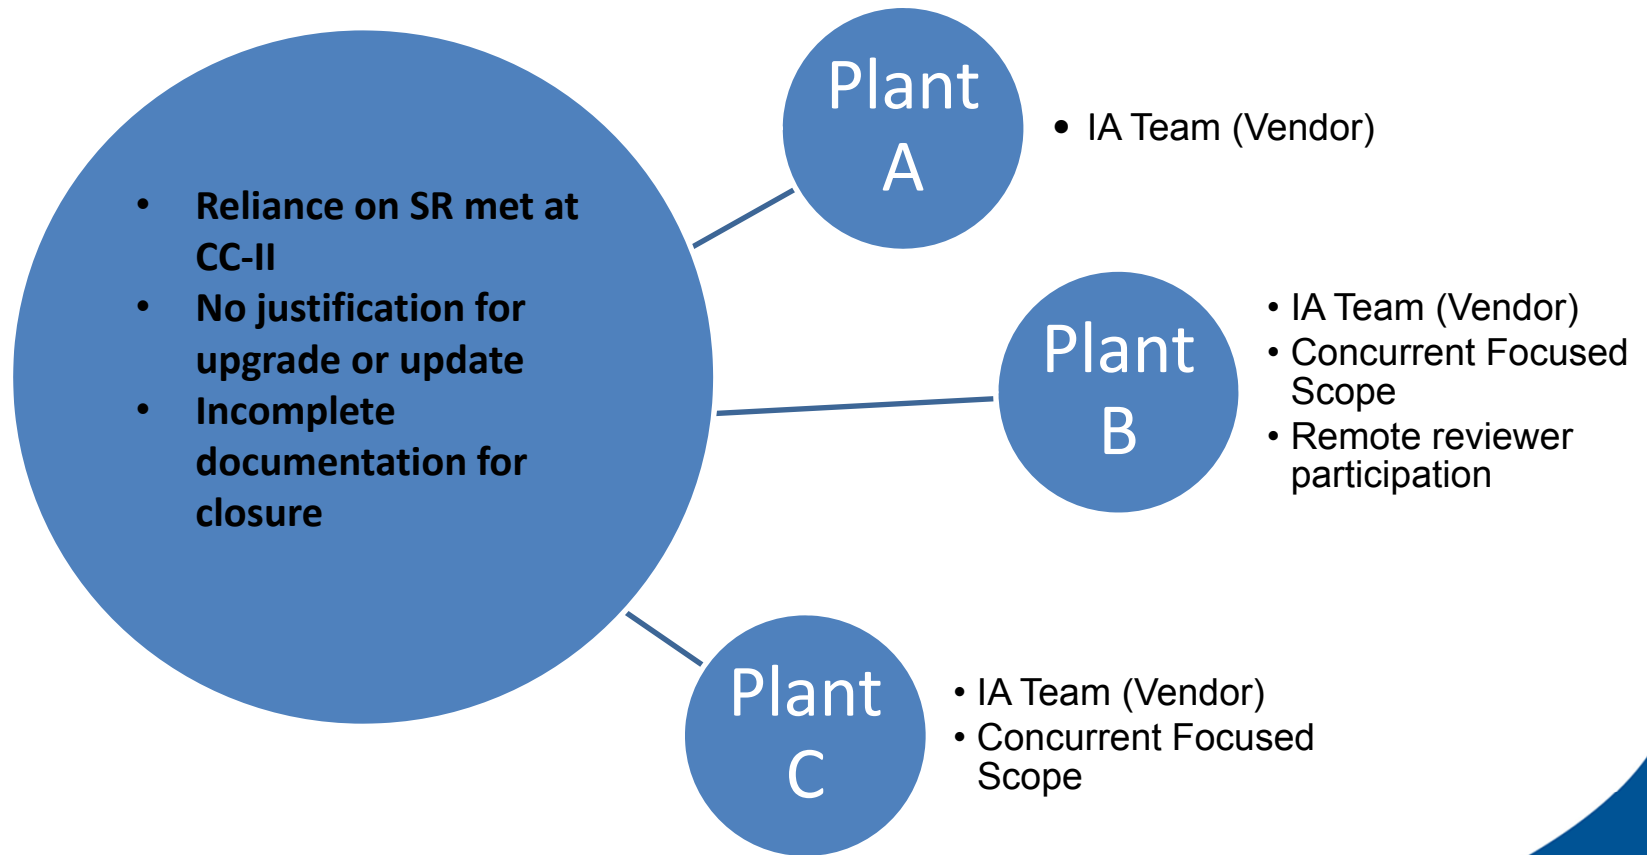 • Reliance on SR met at
CC-II
• No justification for
upgrade or update
• Incomplete
documentation for
closure
Plant
A
• IA Team (Vendor)
Plant
B
• IA Team (Vendor)
• Concurrent Focused
Scope
• Remote reviewer
participation
Plant
C
• IA Team (Vendor)
• Concurrent Focused
Scope